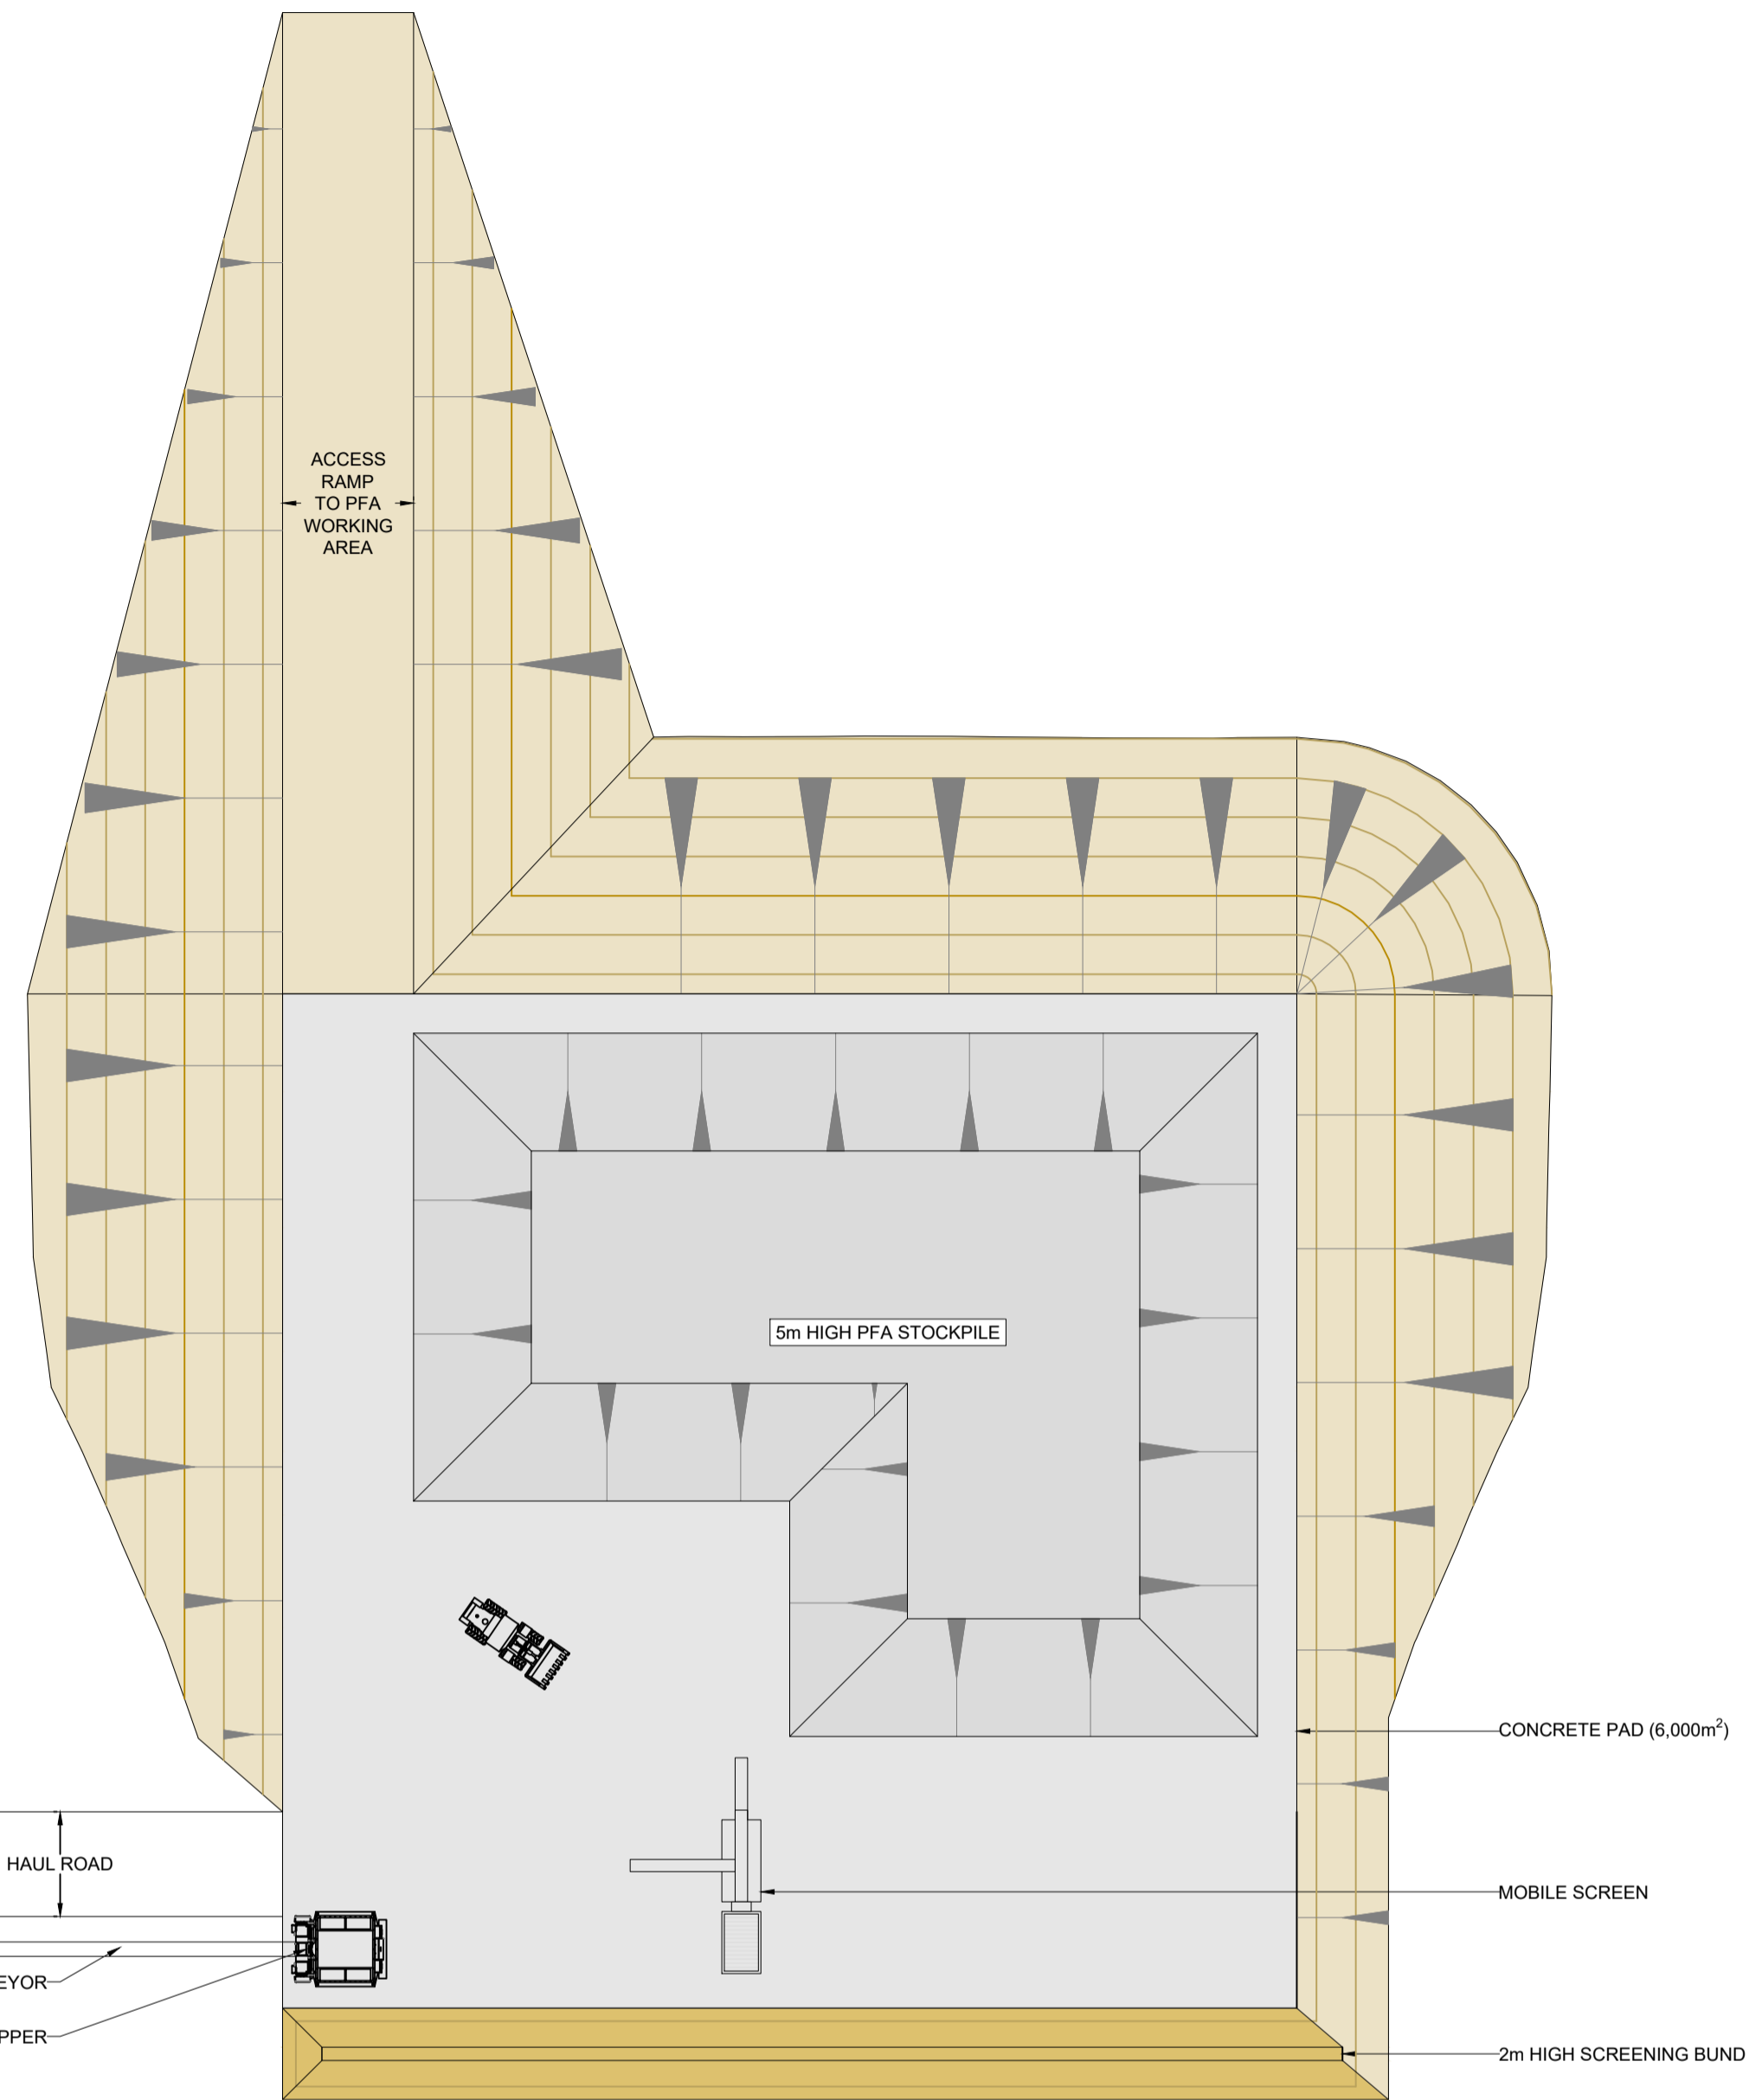 ACCESS
RAMP
TO PFA
WORKING
AREA
5m HIGH PFA STOCKPILE
CONCRETE PAD (6,000m²)
HAUL ROAD
MOBILE SCREEN
EYOR
PPER
2m HIGH SCREENING BUND